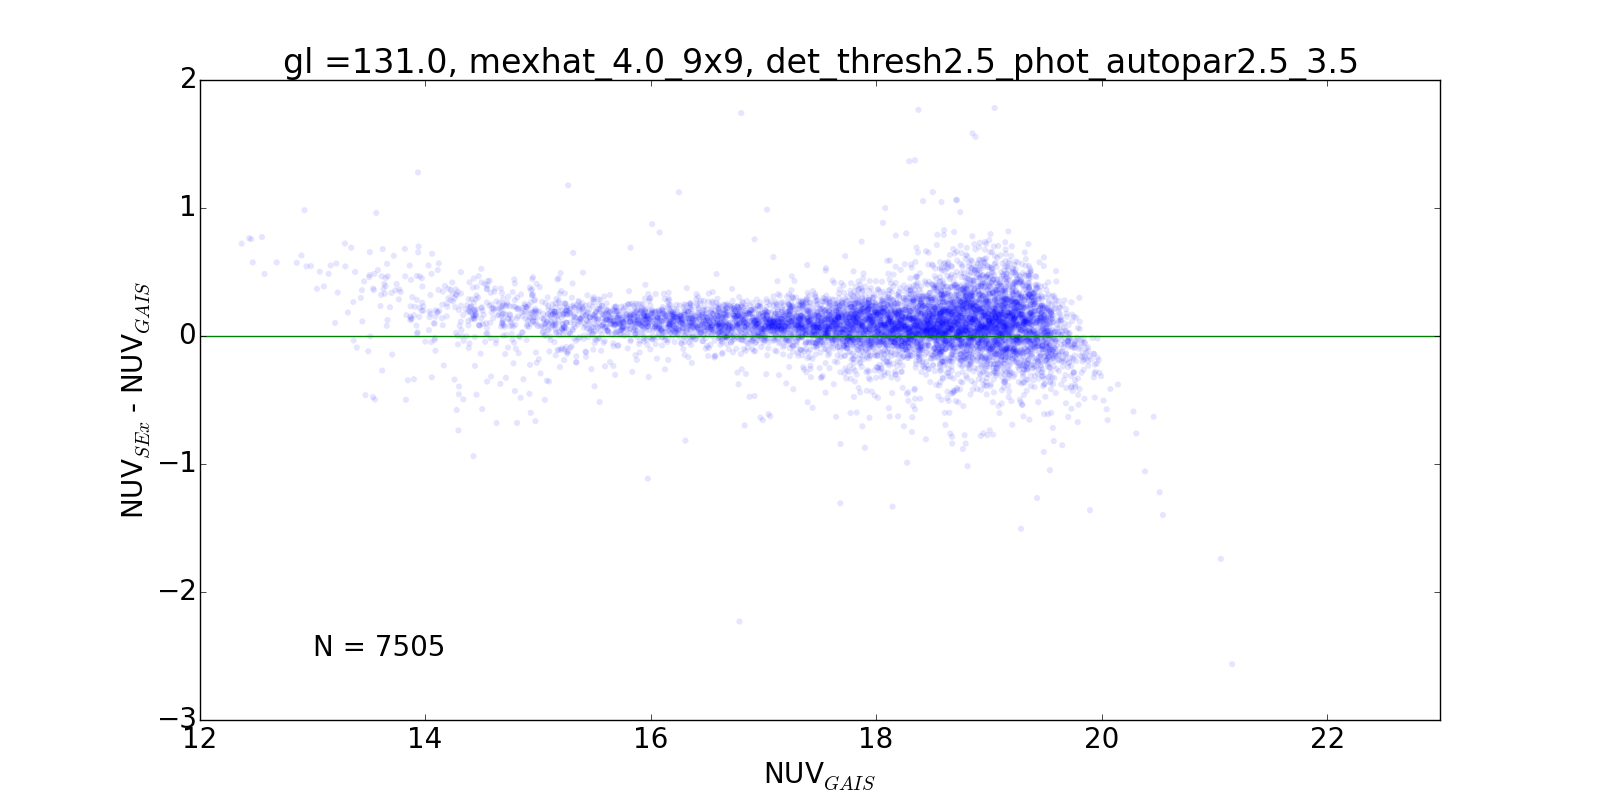 gl =131.0, mexhat_4.0_9x9, det_thresh2.5_phot_autopar2.5_3.5
2
1
0
−1
−2
−3
NUV_SEx - NUV_GAIS
N = 7505
12 14 16 18 20 22
NUV_GAIS